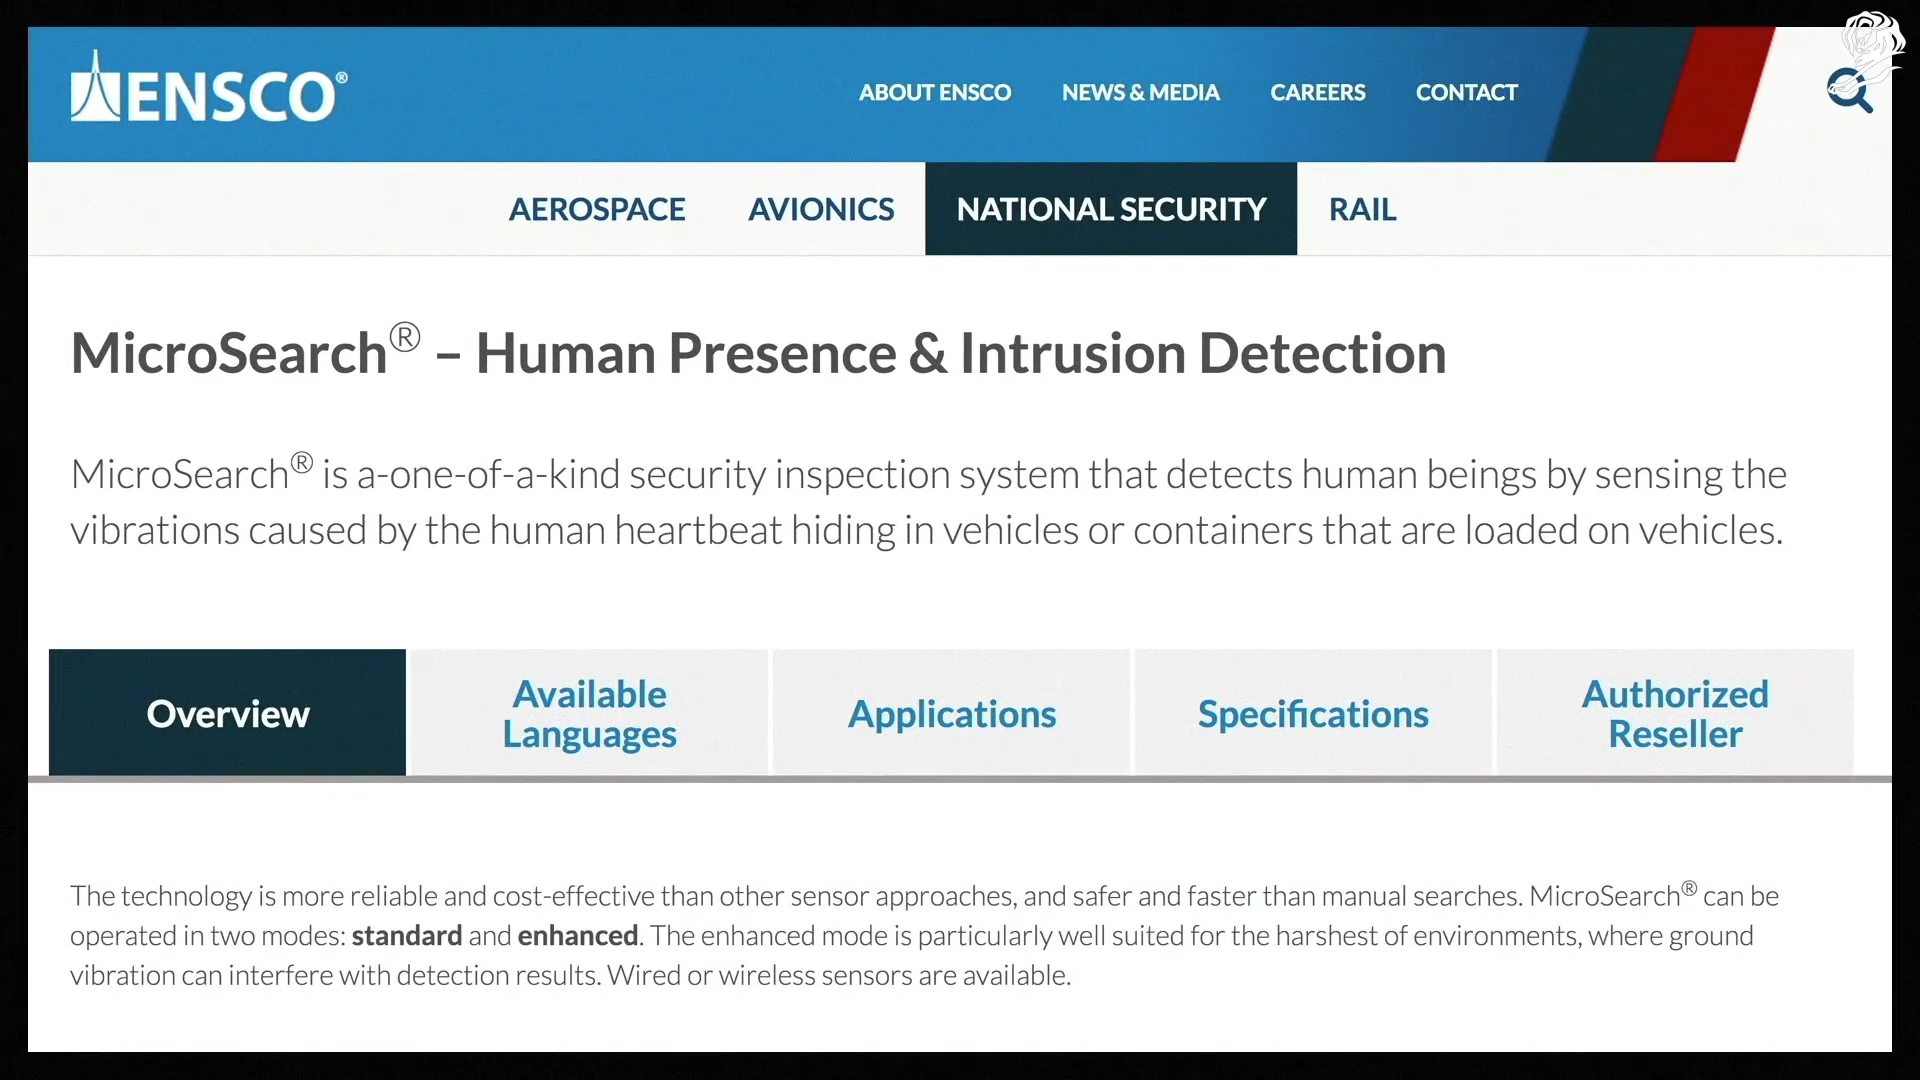 ENSCO®
ABOUT ENSCO NEWS & MEDIA CAREERS CONTACT
AEROSPACE AVIONICS NATIONAL SECURITY RAIL
MicroSearch® – Human Presence & Intrusion Detection
MicroSearch® is a-one-of-a-kind security inspection system that detects human beings by sensing the
vibrations caused by the human heartbeat hiding in vehicles or containers that are loaded on vehicles.
Overview
Available
Languages
Applications
Specifications
Authorized
Reseller
The technology is more reliable and cost-effective than other sensor approaches, and safer and faster than manual searches. MicroSearch® can be
operated in two modes: standard and enhanced. The enhanced mode is particularly well suited for the harshest of environments, where ground
vibration can interfere with detection results. Wired or wireless sensors are available.